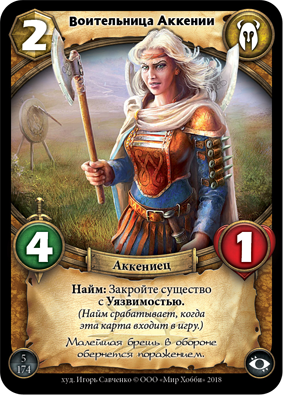 2
Воительница Аккении
4
1
Аккениец
Найм: Закройте существо
с Уязвимостью.
(Найм срабатывает, когда
эта карта входит в игру.)
Малейшая брешь в обороне
обернется поражением.
5
174
худ. Игорь Савченко © ООО «Мир Хобби» 2018